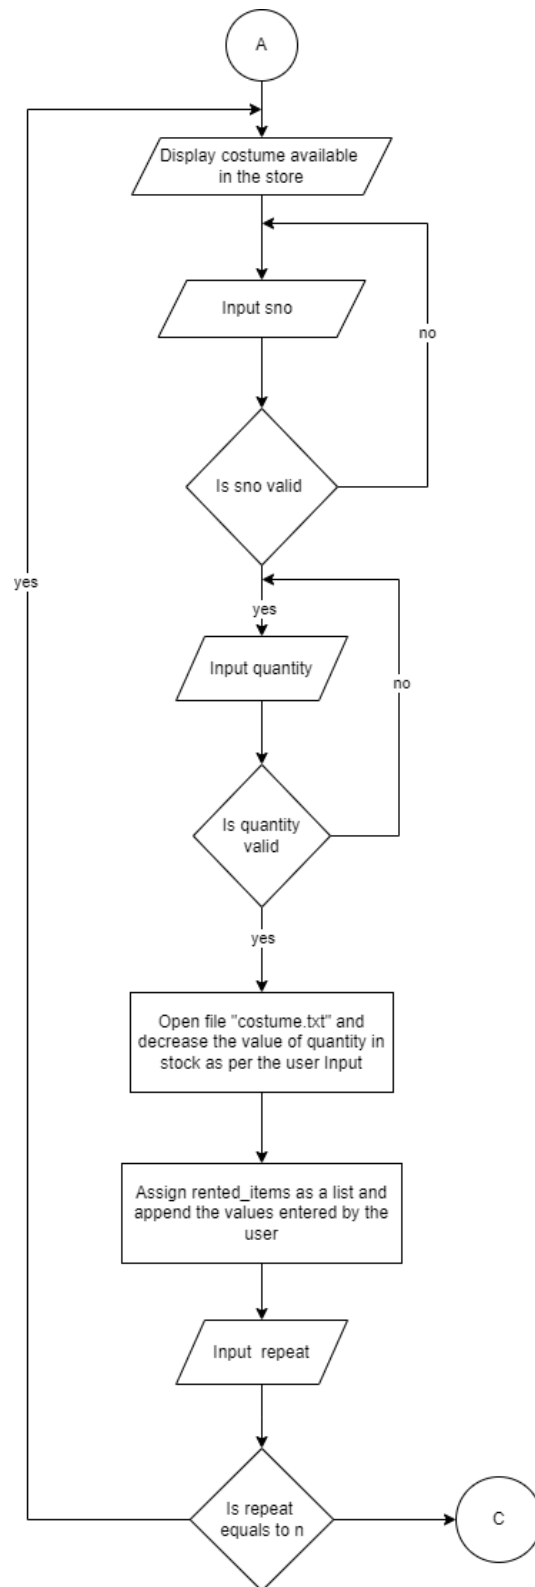 A
Display costume available
in the store
Input sno
no
Is sno valid
yes
yes
Input quantity
no
Is quantity
valid
yes
Open file "costume.txt" and
decrease the value of quantity in
stock as per the user Input
Assign rented_items as a list and
append the values entered by the
user
Input repeat
Is repeat
equals to n
C